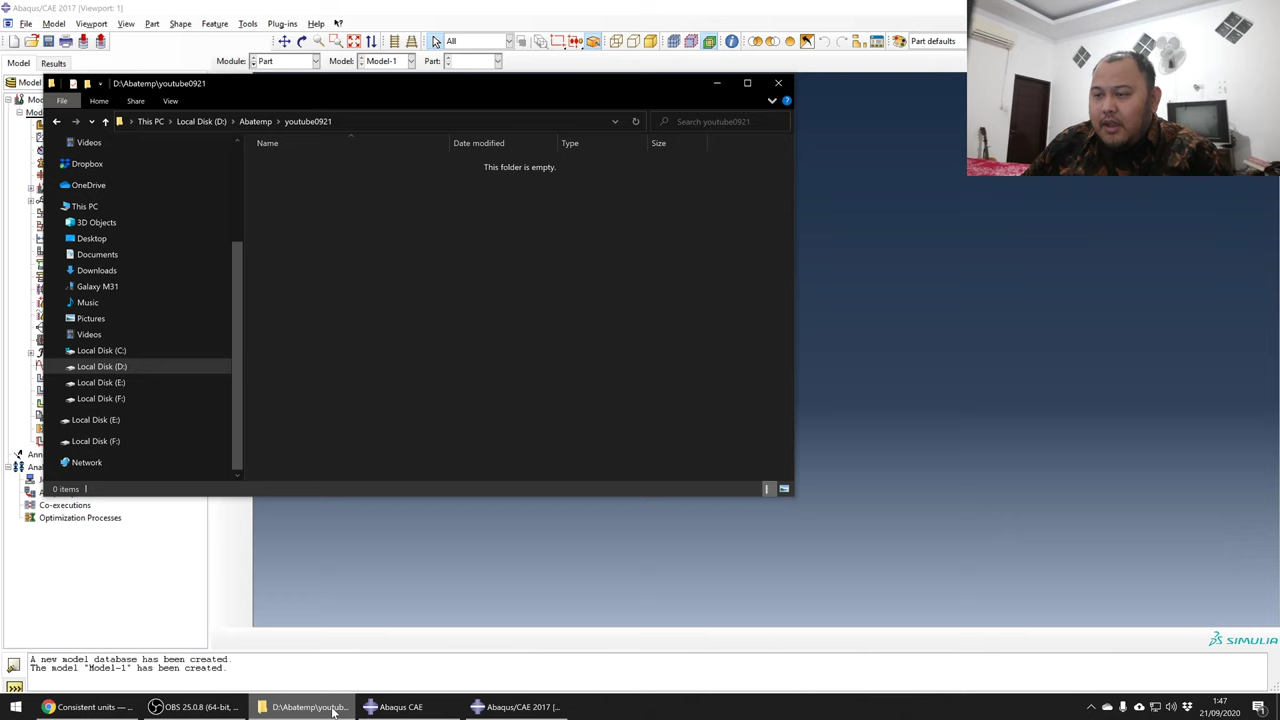 Abaqus/CAE 2017 [Viewport: 1]
File Model Viewport View Part Shape Feature Tools Plug-ins Help
All
Part defaults
Model Results
Module: Part Model: Model-1 Part:
D:\Abatemp\youtube0921
File Home Share View
This PC Local Disk (D:) Abatemp youtube0921
Search youtube0921
Name Date modified Type Size
This folder is empty.
Videos
Dropbox
OneDrive
This PC
3D Objects
Desktop
Documents
Downloads
Galaxy M31
Music
Pictures
Videos
Local Disk (C:)
Local Disk (D:)
Local Disk (E:)
Local Disk (F:)
Local Disk (E:)
Local Disk (F:)
Network
0 items
Co-executions
Optimization Processes
SIMULIA
A new model database has been created.
The model "Model-1" has been created.
Consistent units — ...
OBS 25.0.8 (64-bit, ...
D:\Abatemp\youtub...
Abaqus CAE
Abaqus/CAE 2017 [...
1:47
21/09/2020